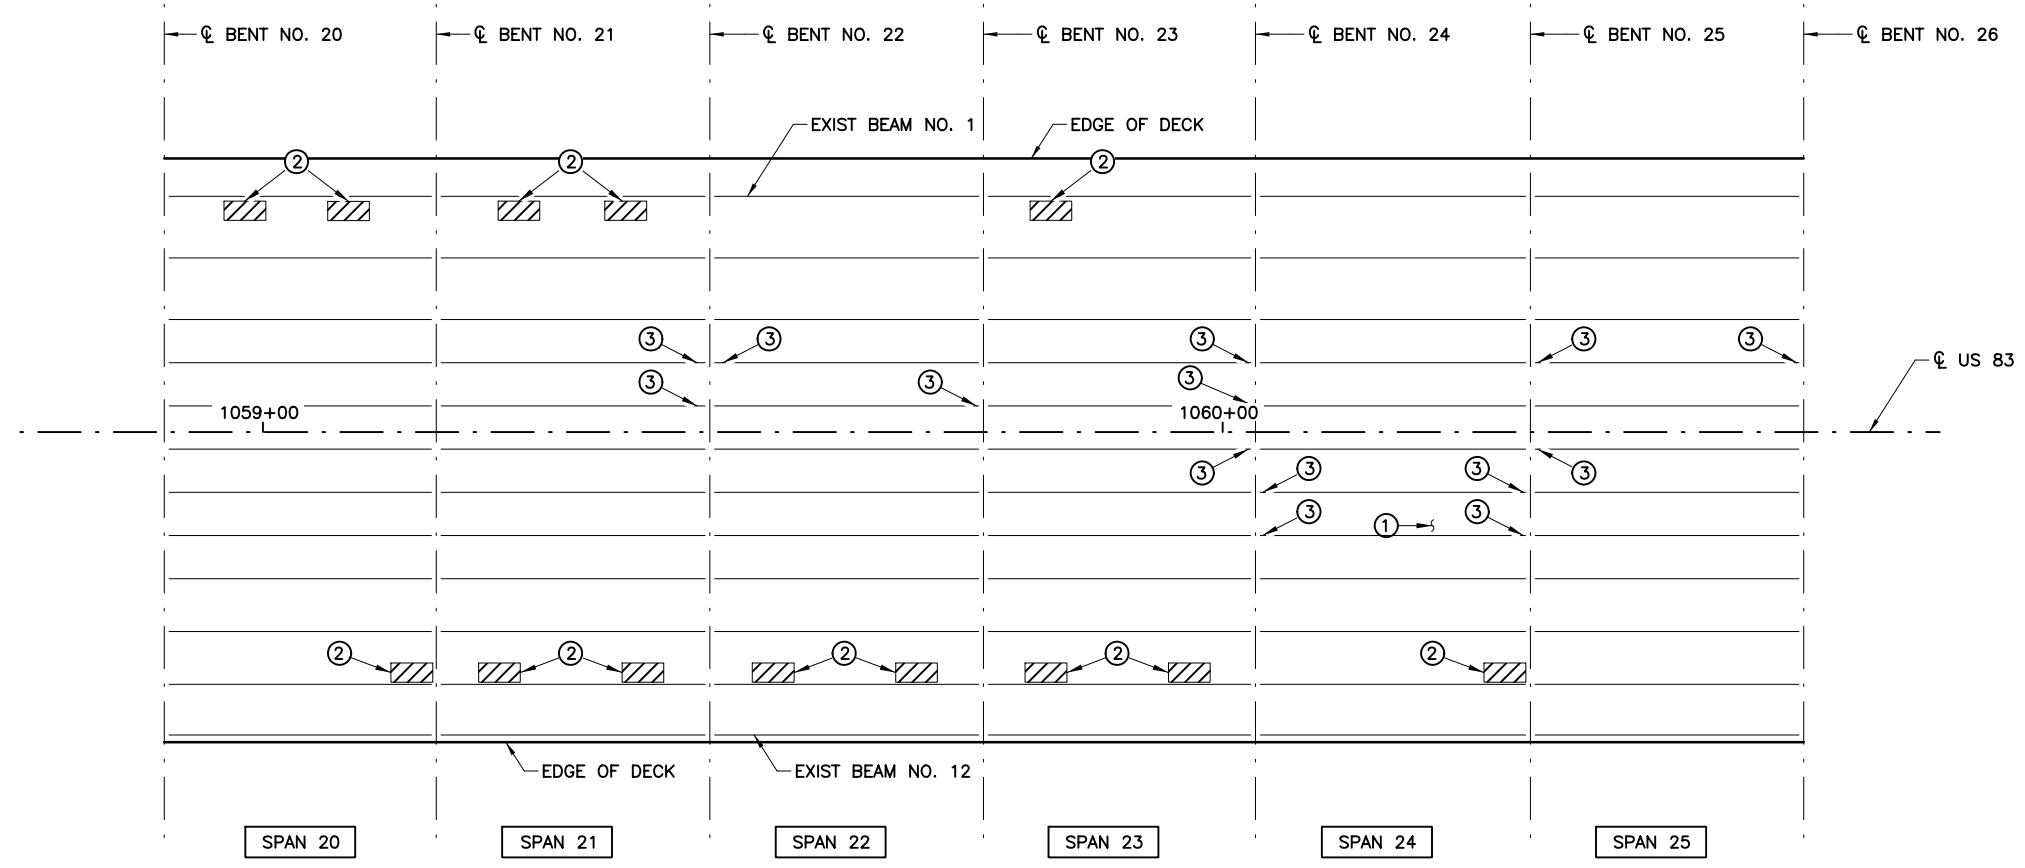 ℄ BENT NO. 20
℄ BENT NO. 21
℄ BENT NO. 22
℄ BENT NO. 23
℄ BENT NO. 24
℄ BENT NO. 25
℄ BENT NO. 26
EXIST BEAM NO. 1
EDGE OF DECK
2
2
2
3
3
3
3
3
℄ US 83
3
3
3
1059+00
1060+00
3
3
3
3
3
1
3
3
2
2
2
2
2
EDGE OF DECK
EXIST BEAM NO. 12
SPAN 20
SPAN 21
SPAN 22
SPAN 23
SPAN 24
SPAN 25